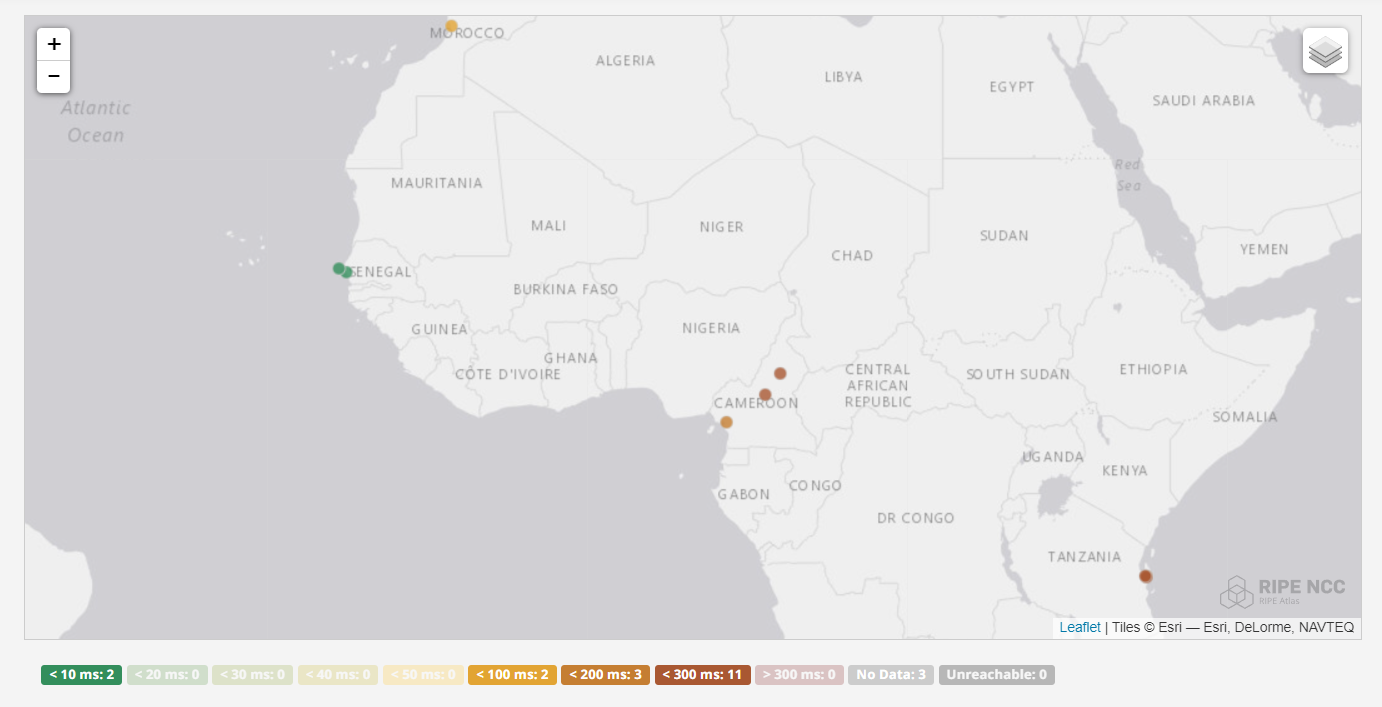 +
−
MOROCCO
ALGERIA
LIBYA
EGYPT
SAUDI ARABIA
Atlantic
Ocean
Red
Sea
MAURITANIA
MALI
NIGER
CHAD
SUDAN
YEMEN
SENEGAL
BURKINA FASO
GUINEA
NIGERIA
GHANA
CÔTE D'IVOIRE
CENTRAL
AFRICAN
REPUBLIC
SOUTH SUDAN
ETHIOPIA
CAMEROON
SOMALIA
UGANDA
KENYA
GABON
CONGO
DR CONGO
TANZANIA
RIPE NCC
RIPE Atlas
Leaflet | Tiles © Esri — Esri, DeLorme, NAVTEQ
< 10 ms: 2 < 20 ms: 0 < 30 ms: 0 < 40 ms: 0 < 50 ms: 0 < 100 ms: 2 < 200 ms: 3 < 300 ms: 11 > 300 ms: 0 No Data: 3 Unreachable: 0